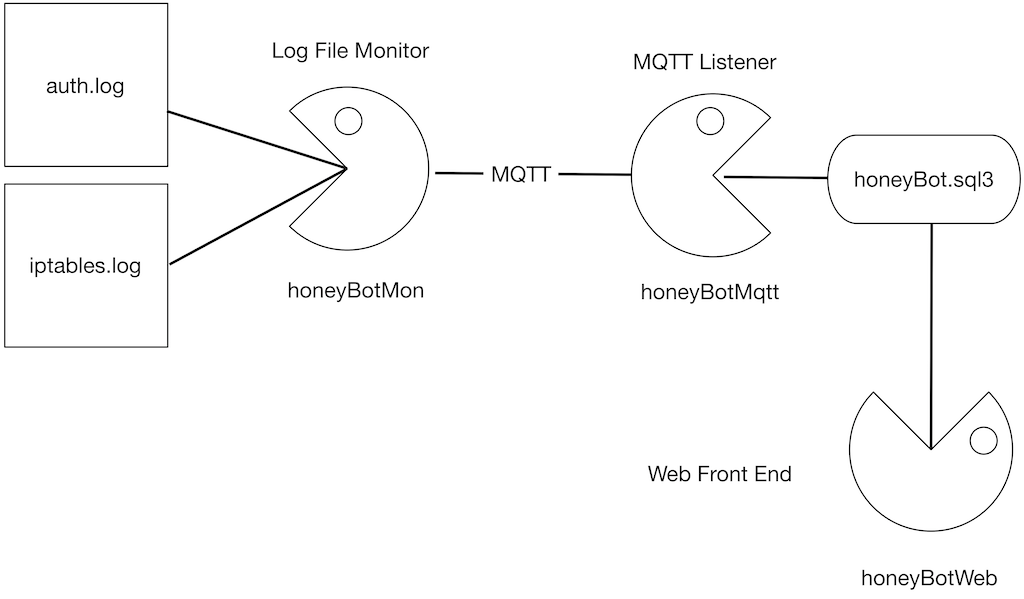 auth.log
iptables.log
Log File Monitor
honeyBotMon
MQTT
MQTT Listener
honeyBotMqtt
honeyBot.sql3
Web Front End
honeyBotWeb